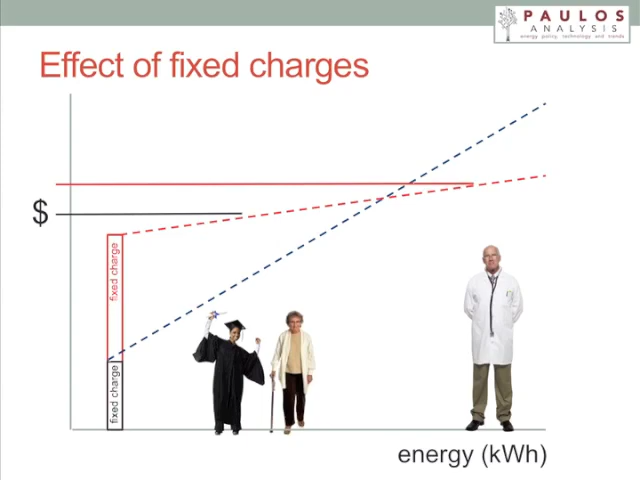 PAULOS
ANALYSIS
energy policy, technology and trends
Effect of fixed charges
$
fixed charge
fixed charge
energy (kWh)